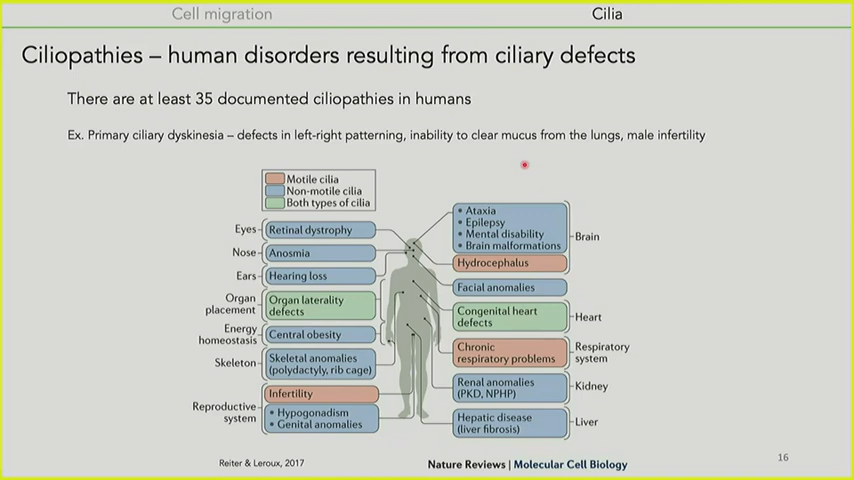 Cell migration
Cilia
Ciliopathies – human disorders resulting from ciliary defects
There are at least 35 documented ciliopathies in humans
Ex. Primary ciliary dyskinesia – defects in left-right patterning, inability to clear mucus from the lungs, male infertility
Motile cilia
Non-motile cilia
Both types of cilia
Eyes
Retinal dystrophy
Nose
Anosmia
Ears
Hearing loss
Organ
placement
Organ laterality
defects
Energy
homeostasis
Central obesity
Skeleton
Skeletal anomalies
(polydactyly, rib cage)
Reproductive
system
Infertility
• Hypogonadism
• Genital anomalies
• Ataxia
• Epilepsy
• Mental disability
• Brain malformations
Brain
Hydrocephalus
Facial anomalies
Congenital heart
defects
Heart
Chronic
respiratory problems
Respiratory
system
Renal anomalies
(PKD, NPHP)
Kidney
Hepatic disease
(liver fibrosis)
Liver
Reiter & Leroux, 2017
Nature Reviews | Molecular Cell Biology
16